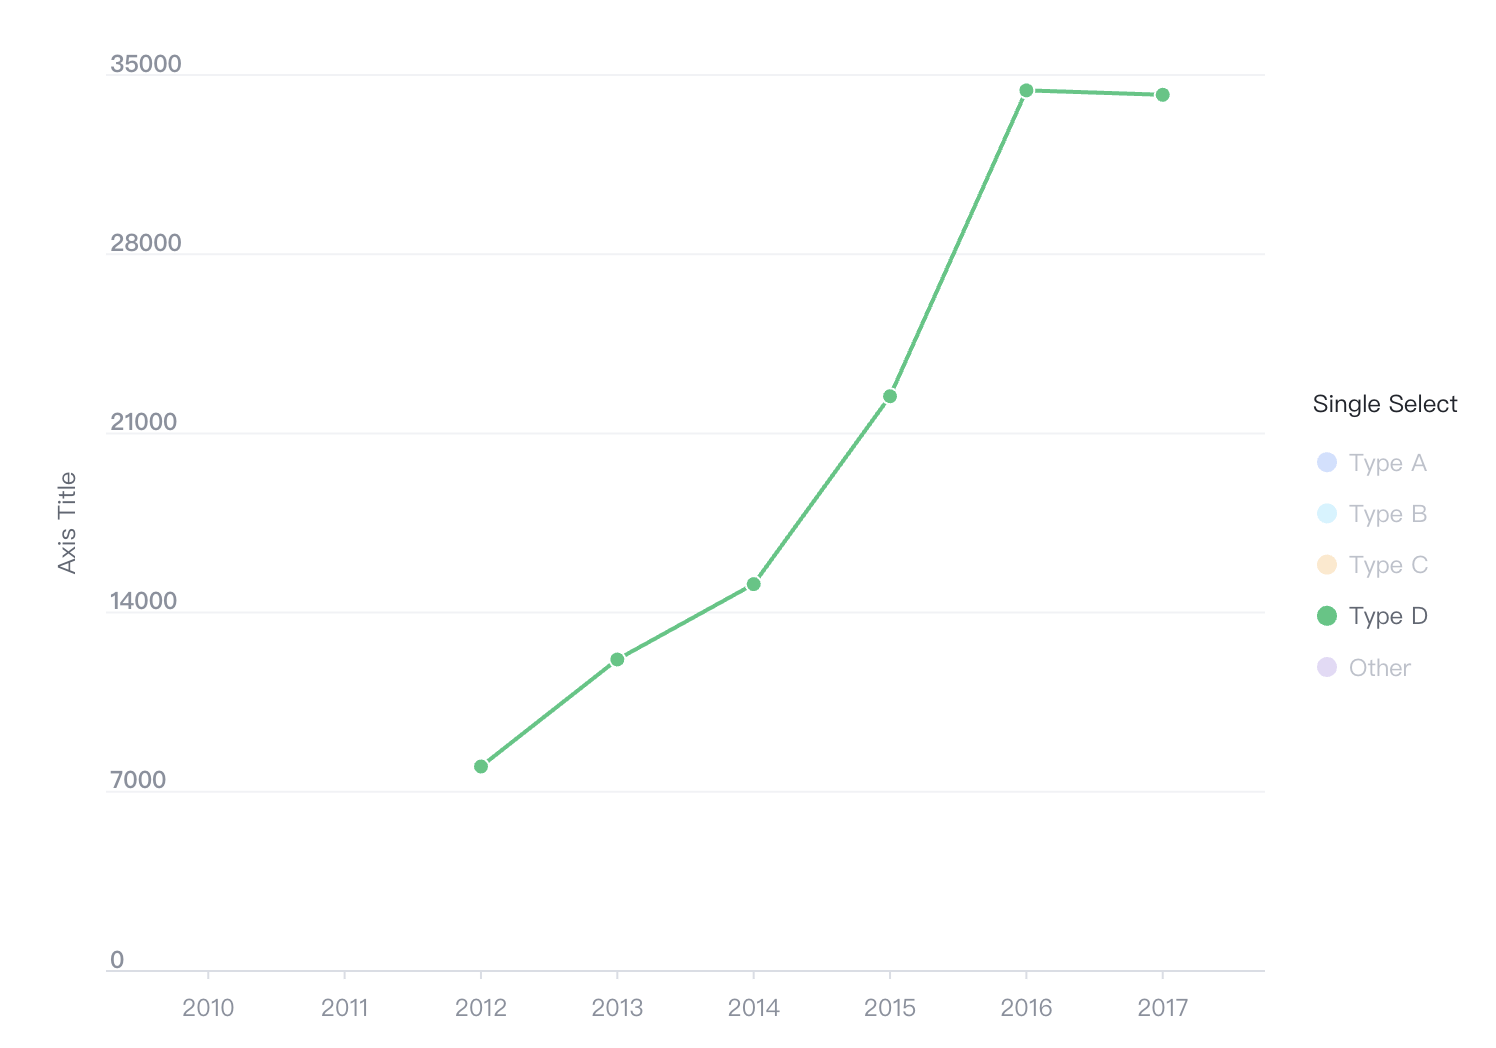 35000
28000
21000
14000
7000
0
Axis Title
2010 2011 2012 2013 2014 2015 2016 2017
Single Select
Type A
Type B
Type C
Type D
Other